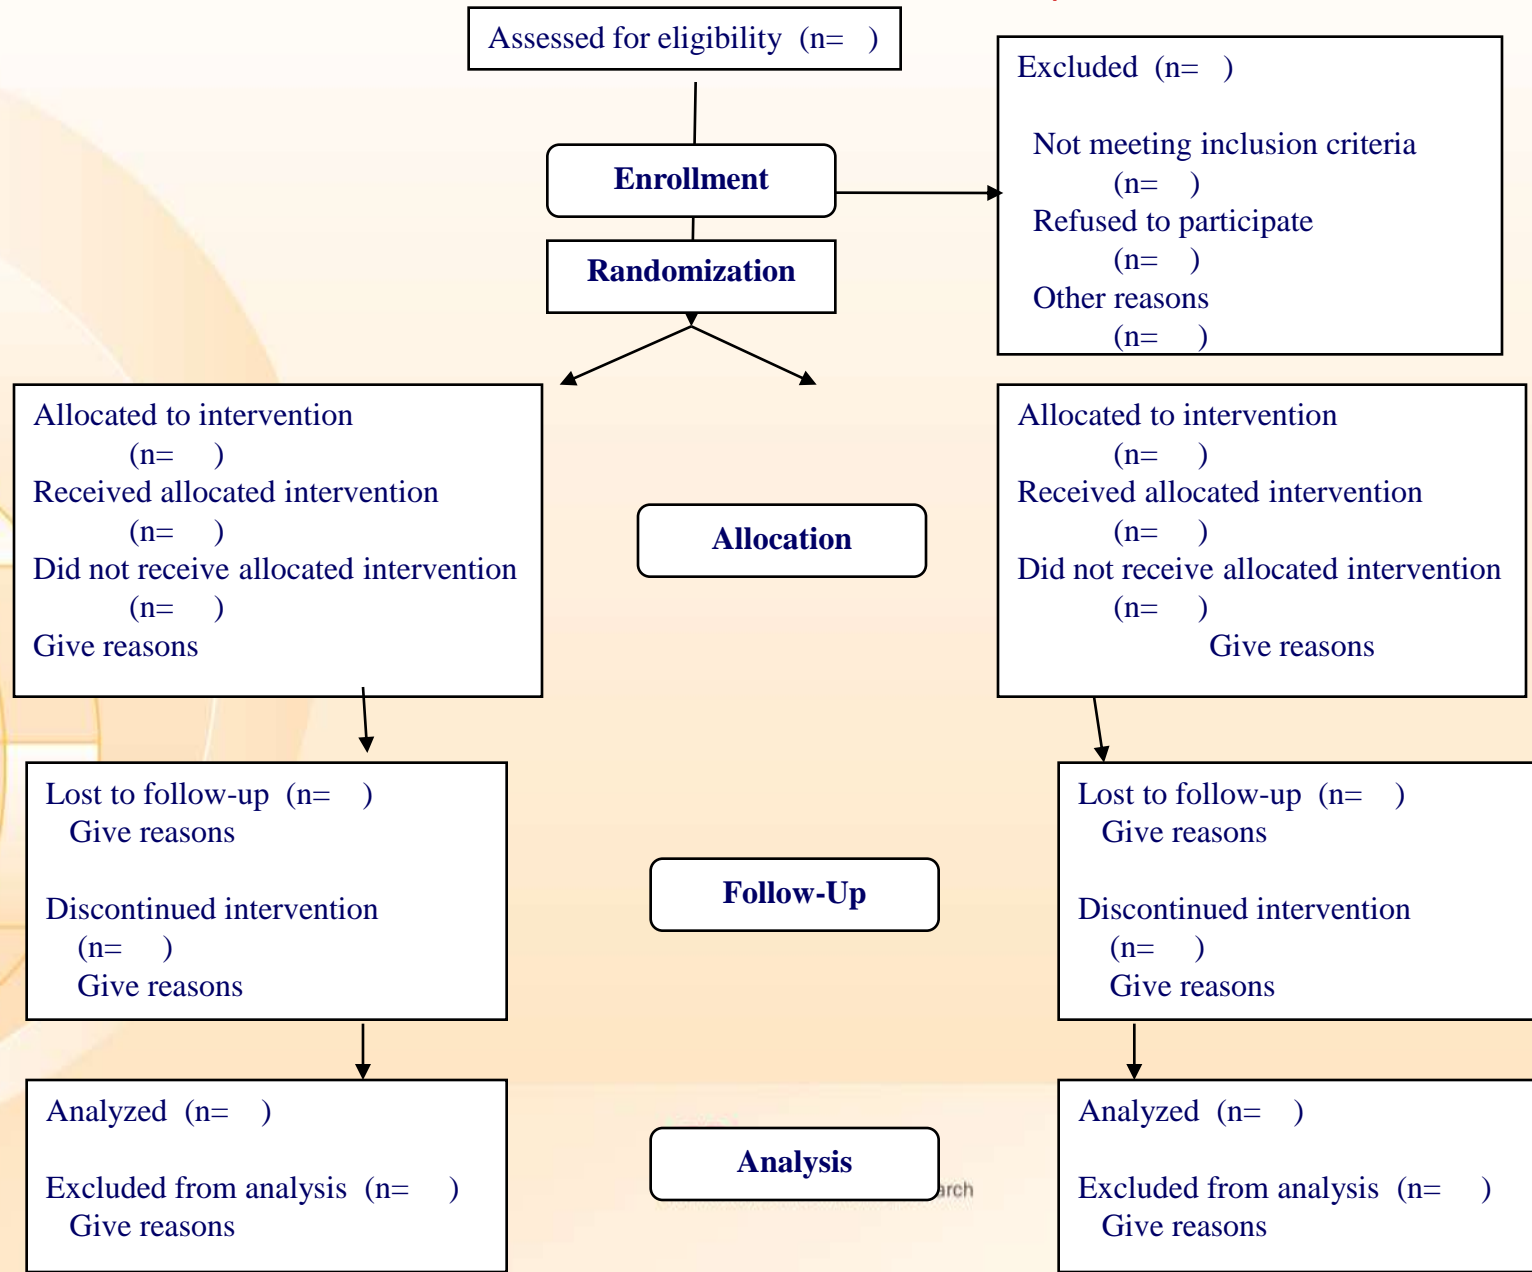 Assessed for eligibility (n= )
Excluded (n= )
Not meeting inclusion criteria
(n= )
Refused to participate
(n= )
Other reasons
(n= )
Enrollment
Randomization
Allocated to intervention
(n= )
Received allocated intervention
(n= )
Did not receive allocated intervention
(n= )
Give reasons
Allocation
Allocated to intervention
(n= )
Received allocated intervention
(n= )
Did not receive allocated intervention
(n= )
Give reasons
Lost to follow-up (n= )
Give reasons
Discontinued intervention
(n= )
Give reasons
Follow-Up
Lost to follow-up (n= )
Give reasons
Discontinued intervention
(n= )
Give reasons
Analyzed (n= )
Excluded from analysis (n= )
Give reasons
Analysis
arch
Analyzed (n= )
Excluded from analysis (n= )
Give reasons